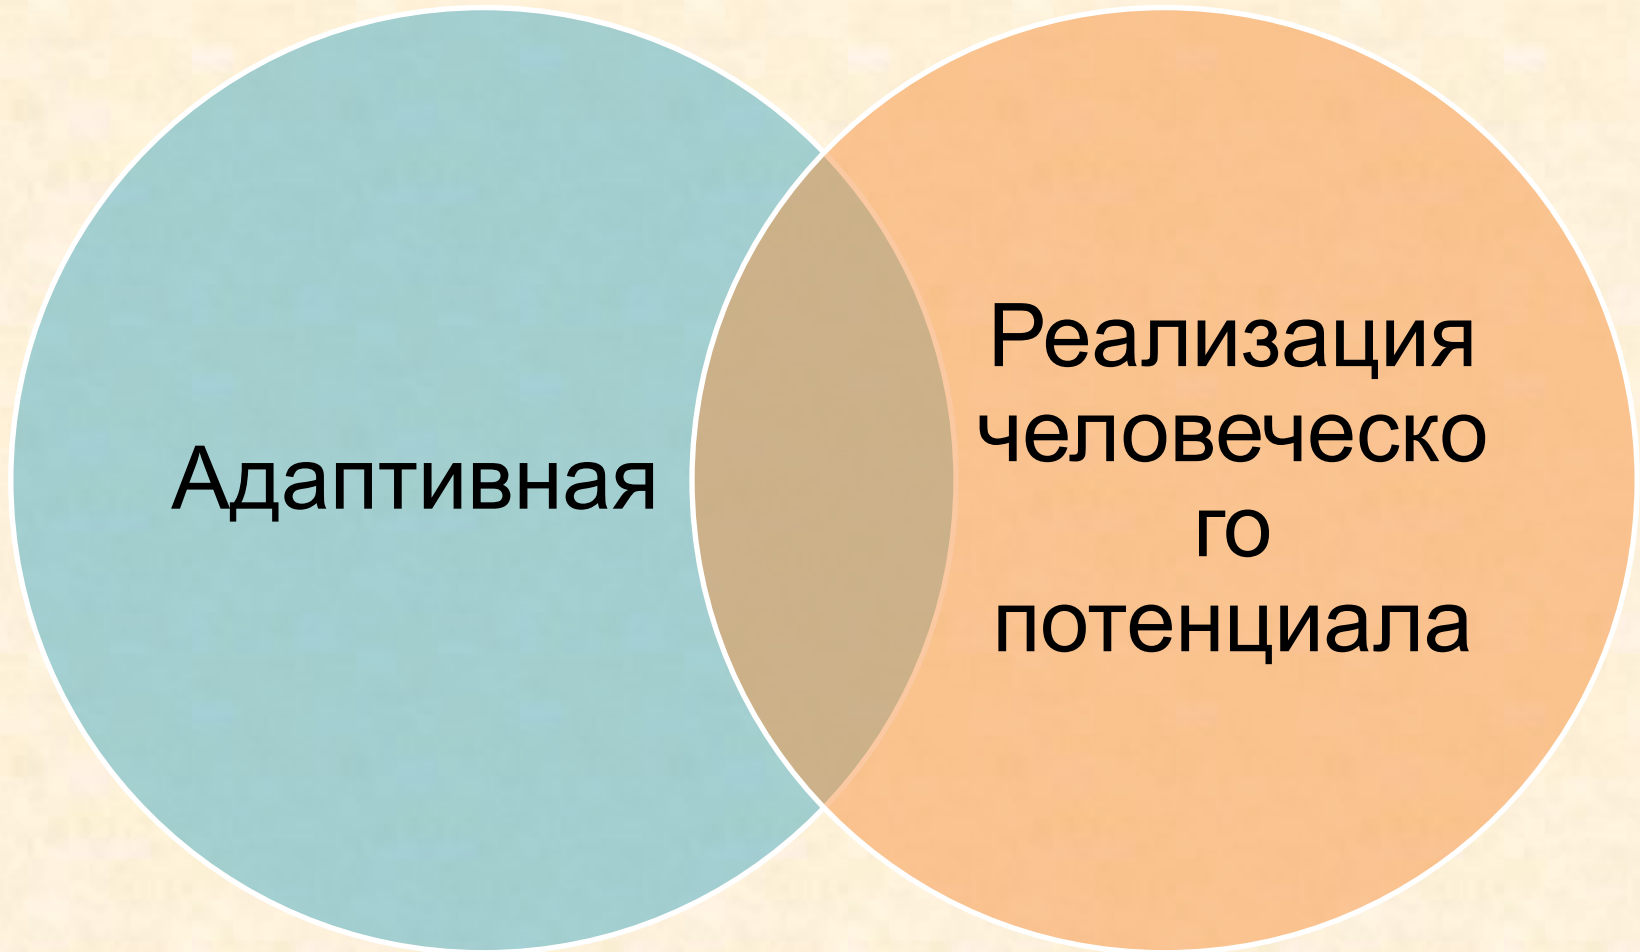 Адаптивная
Реализация
человеческо
го
потенциала